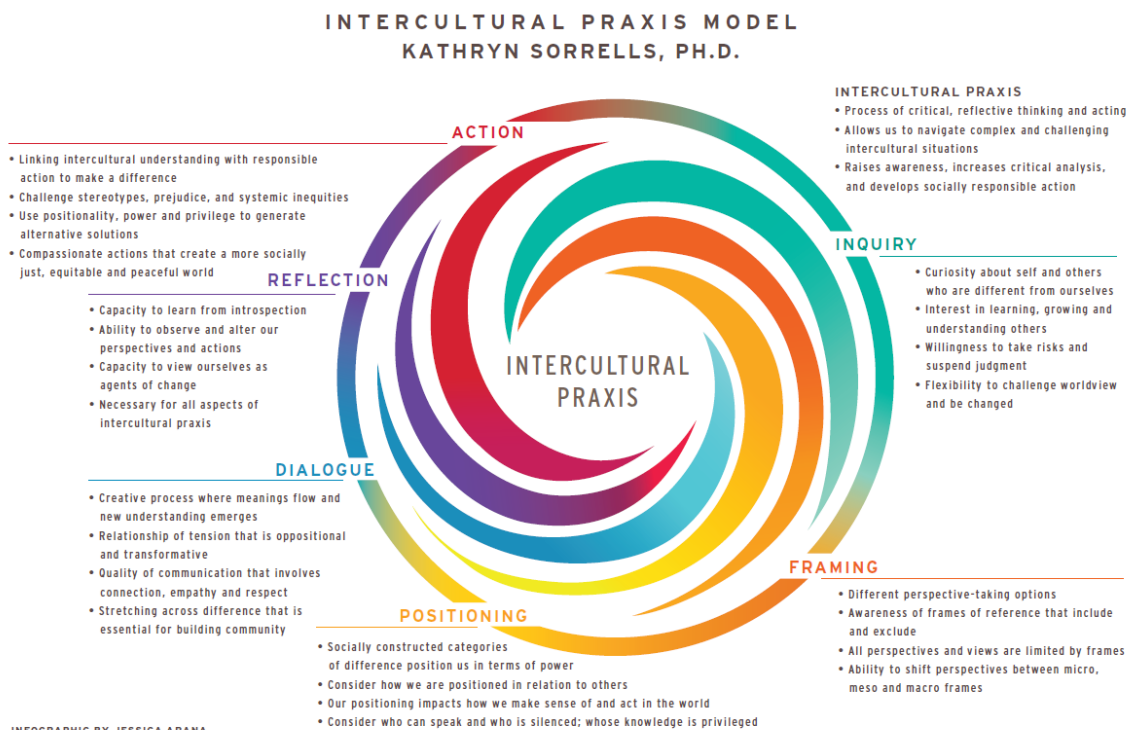 INTERCULTURAL PRAXIS MODEL
KATHRYN SORRELLS, PH.D.
INTERCULTURAL PRAXIS
• Process of critical, reflective thinking and acting
• Allows us to navigate complex and challenging
intercultural situations
• Raises awareness, increases critical analysis,
and develops socially responsible action
INQUIRY
• Curiosity about self and others
who are different from ourselves
• Interest in learning, growing and
understanding others
• Willingness to take risks and
suspend judgment
• Flexibility to challenge worldview
and be changed
FRAMING
• Different perspective-taking options
• Awareness of frames of reference that include
and exclude
• All perspectives and views are limited by frames
• Ability to shift perspectives between micro,
meso and macro frames
POSITIONING
• Socially constructed categories
of difference position us in terms of power
• Consider how we are positioned in relation to others
• Our positioning impacts how we make sense of and act in the world
• Consider who can speak and who is silenced; whose knowledge is privileged
DIALOGUE
• Creative process where meanings flow and
new understanding emerges
• Relationship of tension that is oppositional
and transformative
• Quality of communication that involves
connection, empathy and respect
• Stretching across difference that is
essential for building community
REFLECTION
• Capacity to learn from introspection
• Ability to observe and alter our
perspectives and actions
• Capacity to view ourselves as
agents of change
• Necessary for all aspects of
intercultural praxis
ACTION
• Linking intercultural understanding with responsible
action to make a difference
• Challenge stereotypes, prejudice, and systemic inequities
• Use positionality, power and privilege to generate
alternative solutions
• Compassionate actions that create a more socially
just, equitable and peaceful world
INTERCULTURAL
PRAXIS
INFOGRAPHIC BY JESSICA ARANA